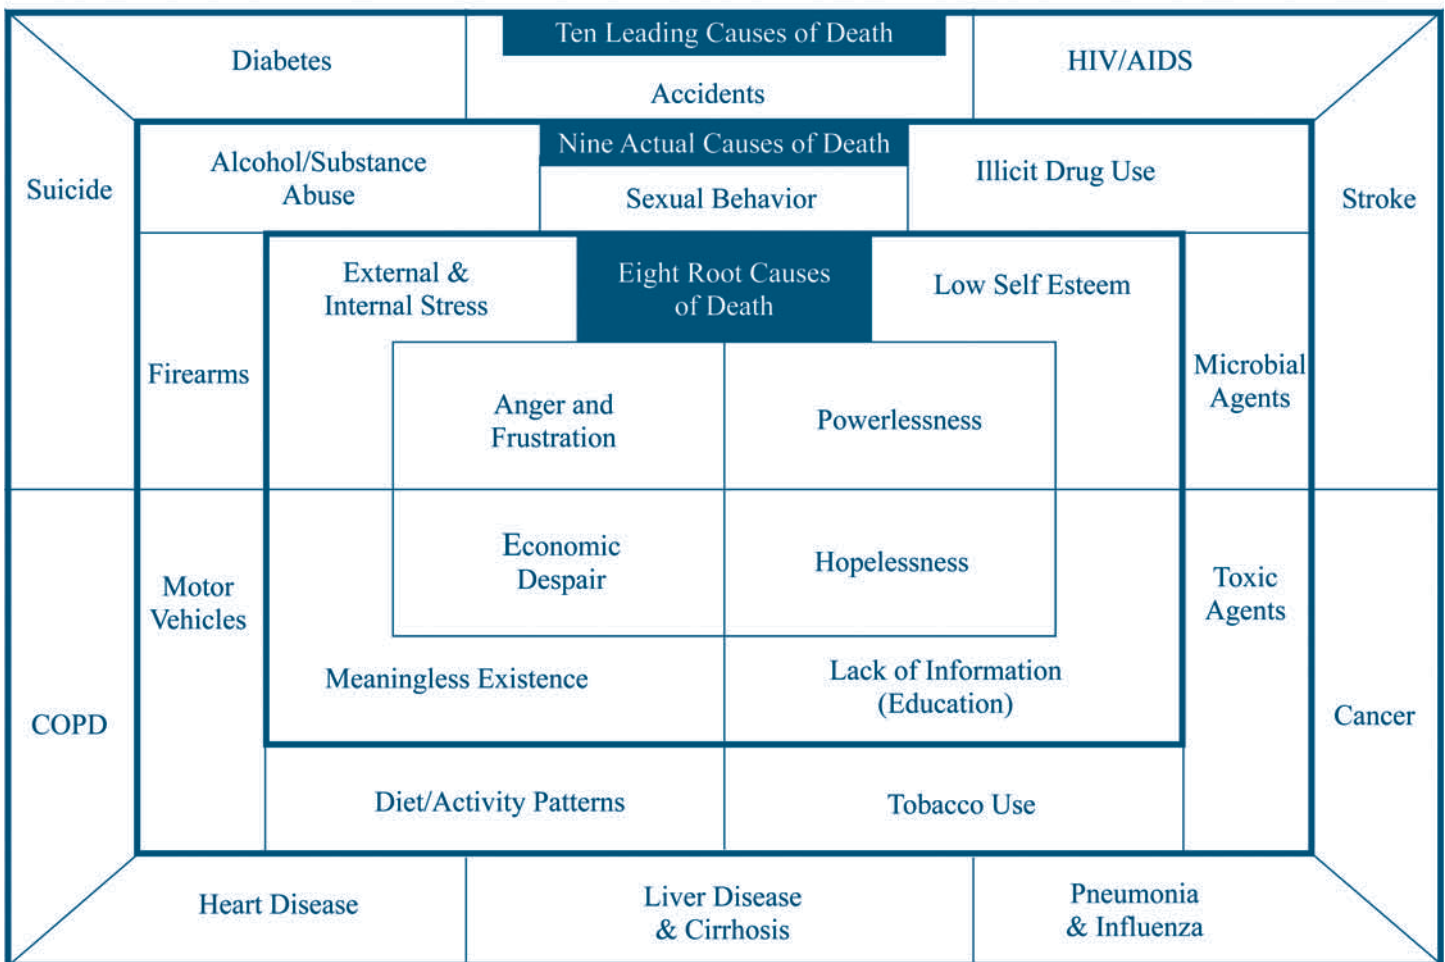 Ten Leading Causes of Death
Diabetes
HIV/AIDS
Accidents
Nine Actual Causes of Death
Alcohol/Substance
Abuse
Illicit Drug Use
Sexual Behavior
Suicide
Stroke
External &
Internal Stress
Eight Root Causes
of Death
Low Self Esteem
Firearms
Microbial
Agents
Anger and
Frustration
Powerlessness
Economic
Despair
Hopelessness
Motor
Vehicles
Toxic
Agents
Meaningless Existence
Lack of Information
(Education)
COPD
Cancer
Diet/Activity Patterns
Tobacco Use
Heart Disease
Liver Disease
& Cirrhosis
Pneumonia
& Influenza